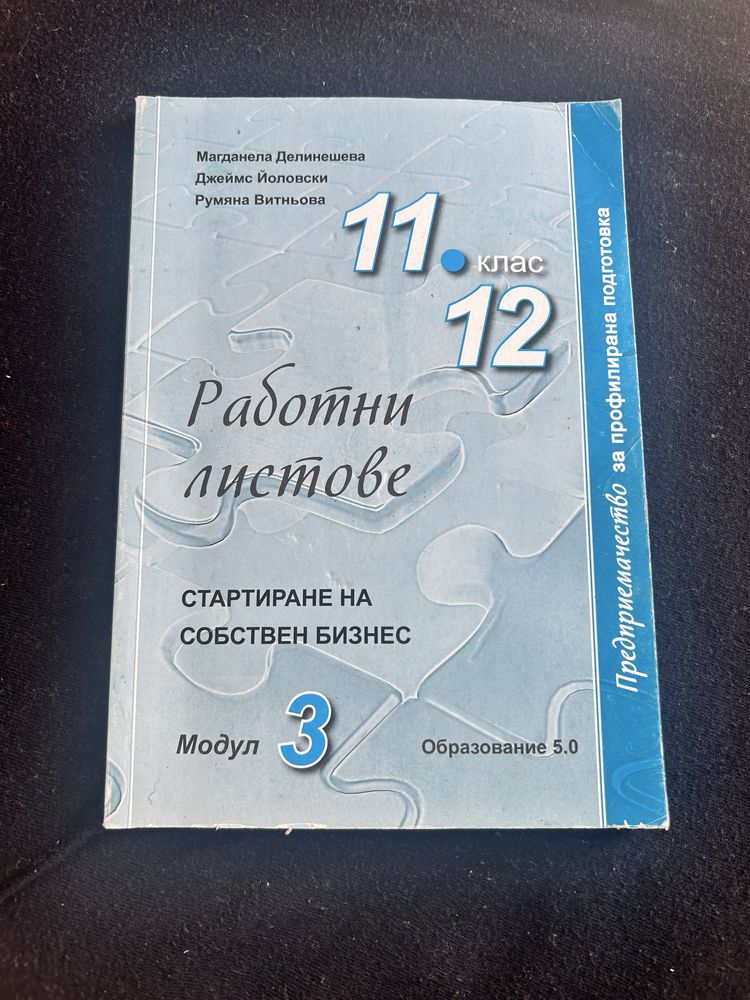 Магданела Делинешева
Джеймс Йоловски
Румяна Витньова
11.
клас
12
Работни
листове
СТАРТИРАНЕ НА
СОБСТВЕН БИЗНЕС
Модул 3
Образование 5.0
Предприемачество за профилирана подготовка